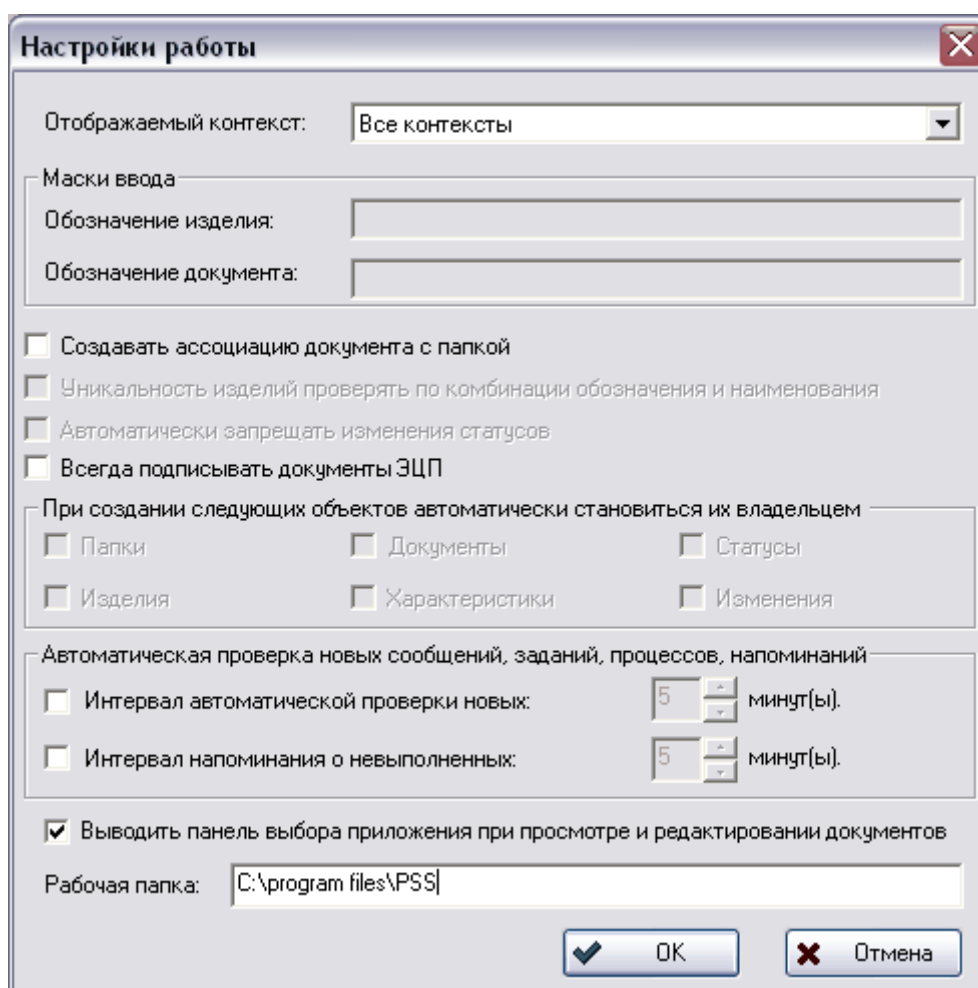 Настройки работы
Отображаемый контекст: Все контексты
Маски ввода
Обозначение изделия:
Обозначение документа:
Создавать ассоциацию документа с папкой
Уникальность изделий проверять по комбинации обозначения и наименования
Автоматически запрещать изменения статусов
Всегда подписывать документы ЭЦП
При создании следующих объектов автоматически становиться их владельцем
Папки Документы Статусы
Изделия Характеристики Изменения
Автоматическая проверка новых сообщений, заданий, процессов, напоминаний
Интервал автоматической проверки новых: 5 минут(ы).
Интервал напоминания о невыполненных: 5 минут(ы).
Выводить панель выбора приложения при просмотре и редактировании документов
Рабочая папка: C:\program files\PSS
OK Отмена